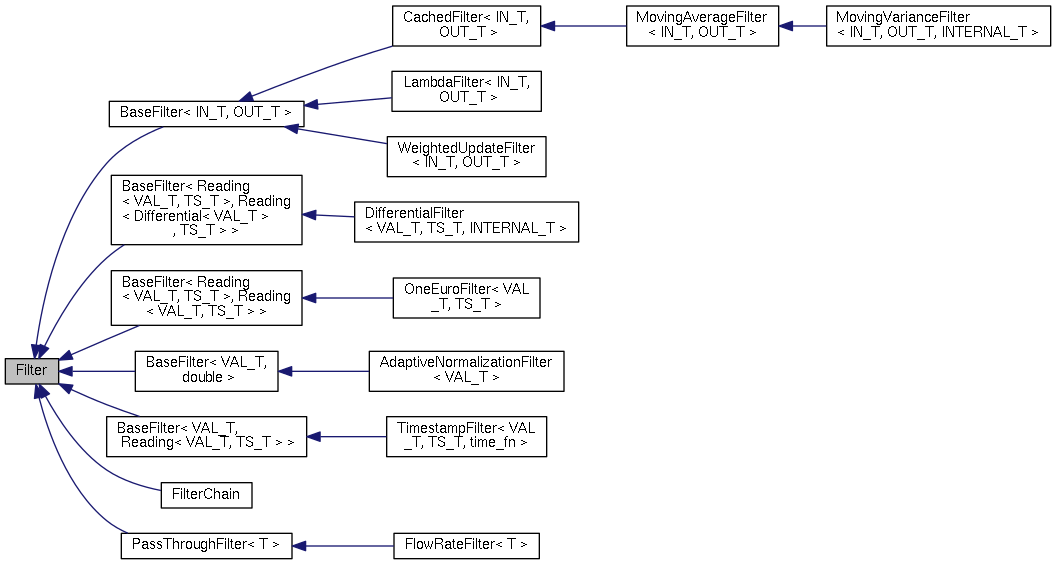 CachedFilter< IN_T,
OUT_T >
MovingAverageFilter
< IN_T, OUT_T >
MovingVarianceFilter
< IN_T, OUT_T, INTERNAL_T >
LambdaFilter< IN_T,
OUT_T >
BaseFilter< IN_T, OUT_T >
WeightedUpdateFilter
< IN_T, OUT_T >
BaseFilter< Reading
< VAL_T, TS_T >, Reading
< Differential< VAL_T >
, TS_T > >
DifferentialFilter
< VAL_T, TS_T, INTERNAL_T >
BaseFilter< Reading
< VAL_T, TS_T >, Reading
< VAL_T, TS_T > >
OneEuroFilter< VAL
_T, TS_T >
Filter
BaseFilter< VAL_T,
double >
AdaptiveNormalizationFilter
< VAL_T >
BaseFilter< VAL_T,
Reading< VAL_T, TS_T > >
TimestampFilter< VAL
_T, TS_T, time_fn >
FilterChain
PassThroughFilter< T >
FlowRateFilter< T >